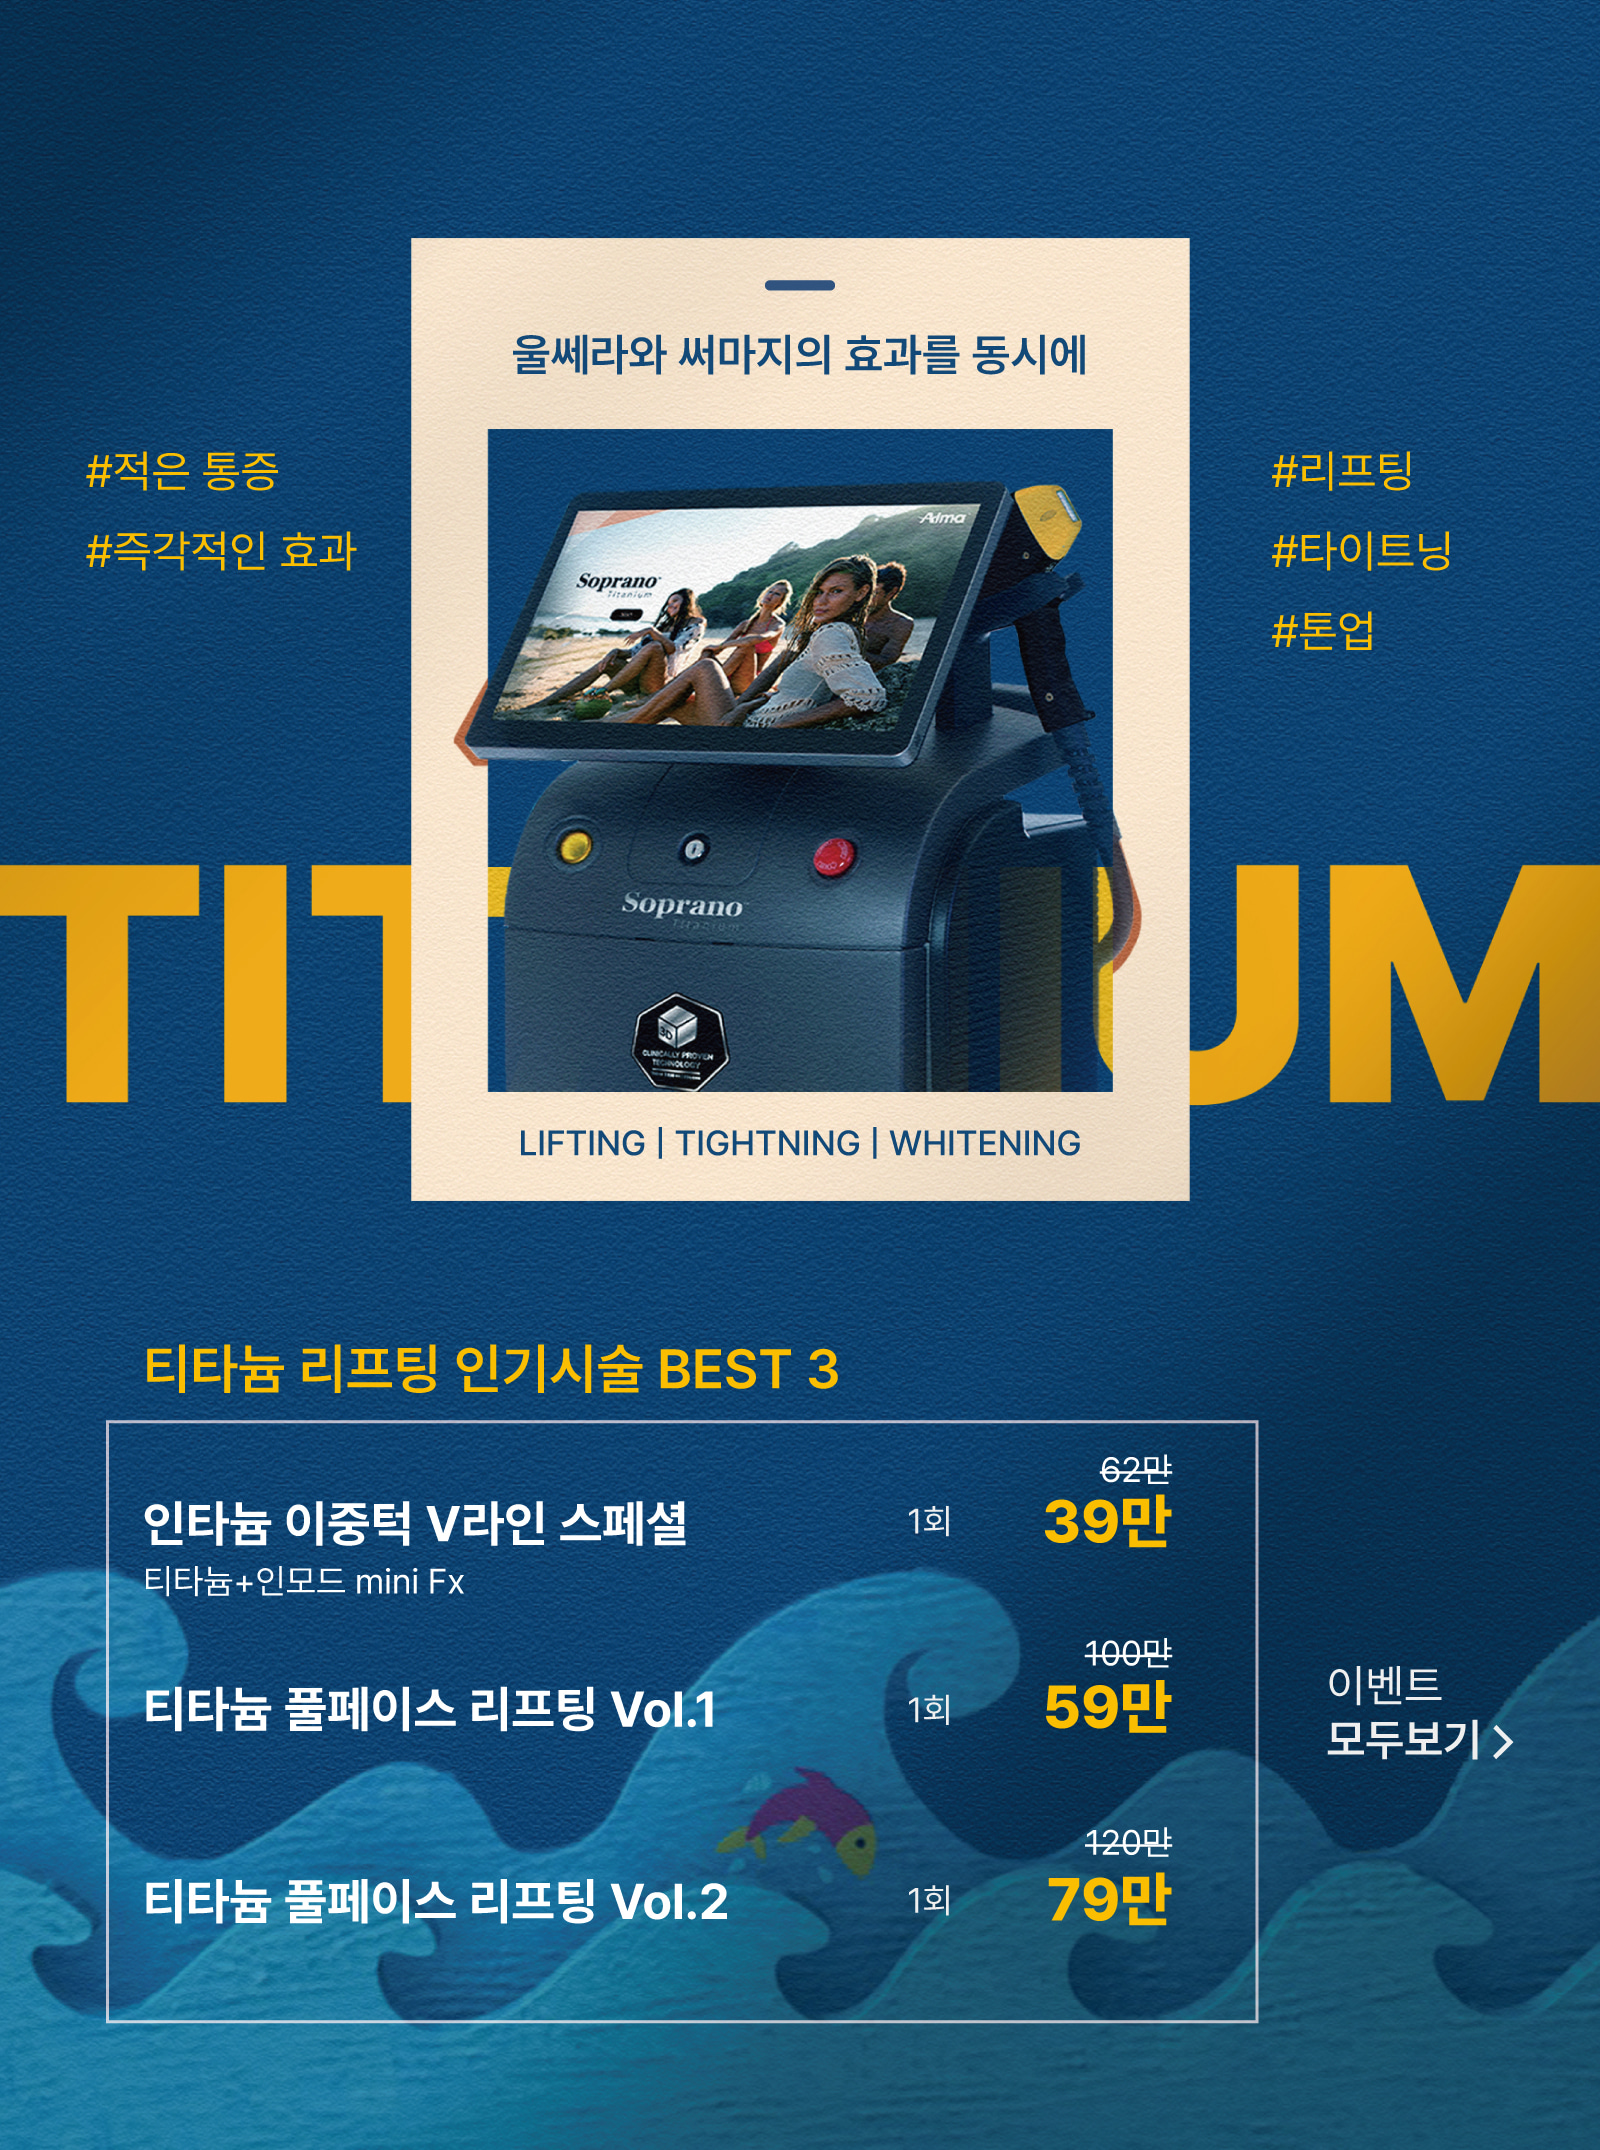 울쎄라와 써마지의 효과를 동시에
#적은 통증
#즉각적인 효과
#리프팅
#타이트닝
#톤업
Alma
Soprano
Titanium
TIT IUM
Soprano
Titanium
3D
CLINICALLY PROVEN
TECHNOLOGY
LIFTING | TIGHTNING | WHITENING
티타늄 리프팅 인기시술 BEST 3
62만
인타늄 이중턱 V라인 스페셜 1회 39만
티타늄+인모드 mini Fx
100만
티타늄 풀페이스 리프팅 Vol.1 1회 59만
120만
티타늄 풀페이스 리프팅 Vol.2 1회 79만
이벤트
모두보기 >